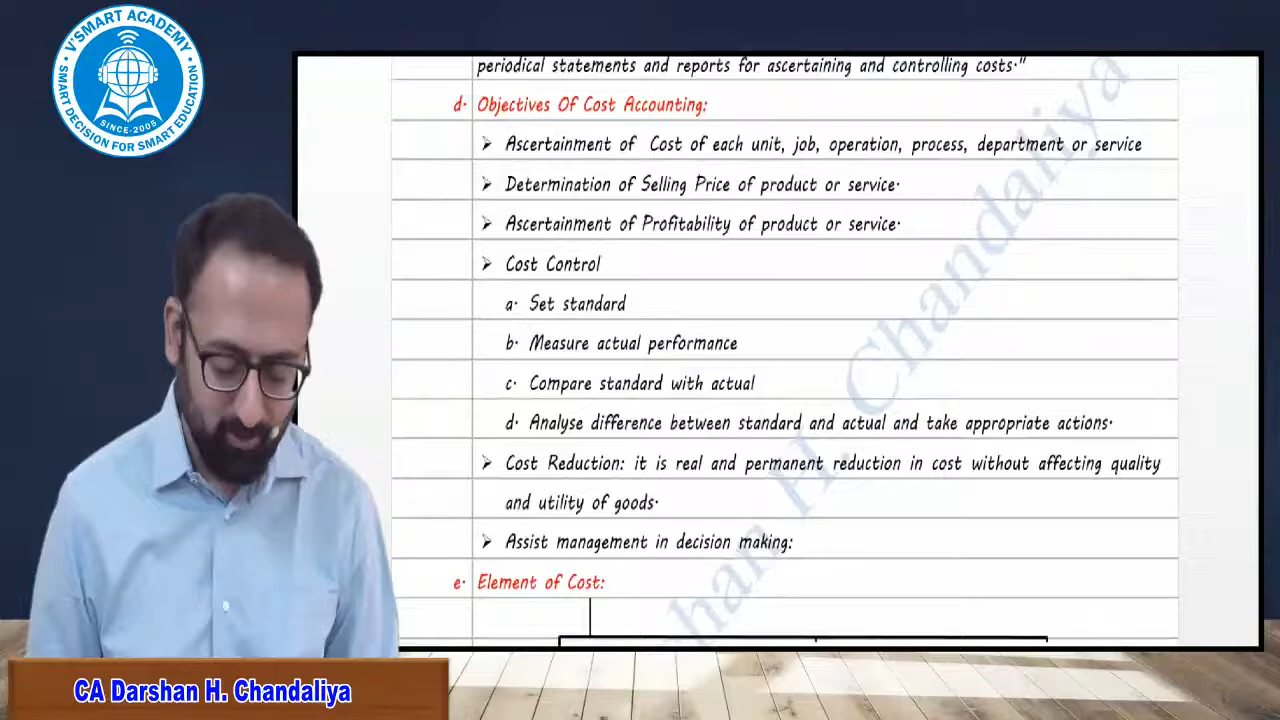 V'SMART ACADEMY
SINCE-2005
SMART DECISION FOR SMART EDUCATION
periodical statements and reports for ascertaining and controlling costs."
d. Objectives Of Cost Accounting:
➢ Ascertainment of Cost of each unit, job, operation, process, department or service
➢ Determination of Selling Price of product or service.
➢ Ascertainment of Profitability of product or service.
➢ Cost Control
a. Set standard
b. Measure actual performance
c. Compare standard with actual
d. Analyse difference between standard and actual and take appropriate actions.
➢ Cost Reduction: it is real and permanent reduction in cost without affecting quality
and utility of goods.
➢ Assist management in decision making:
e. Element of Cost:
han H. Chandaliya
CA Darshan H. Chandaliya